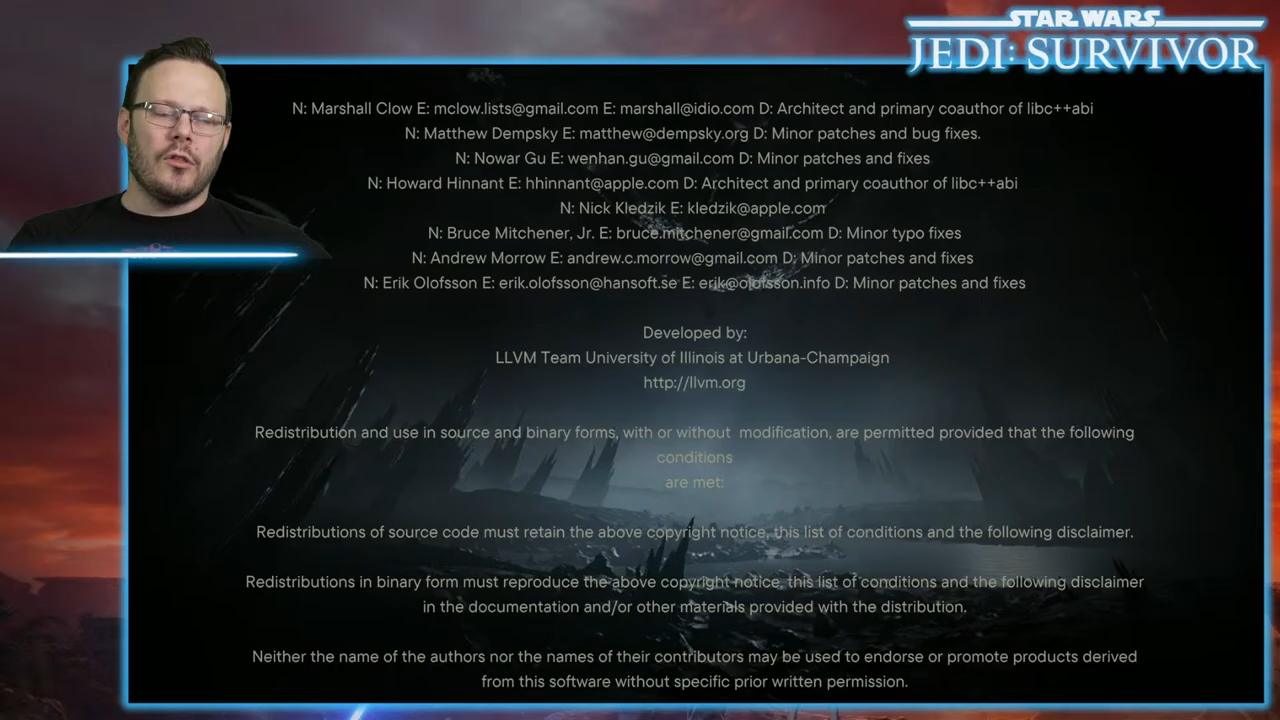 STAR WARS
JEDI: SURVIVOR
N: Marshall Clow E: mclow.lists@gmail.com E: marshall@idio.com D: Architect and primary coauthor of libc++abi
N: Matthew Dempsky E: matthew@dempsky.org D: Minor patches and bug fixes.
N: Nowar Gu E: wenhan.gu@gmail.com D: Minor patches and fixes
N: Howard Hinnant E: hhinnant@apple.com D: Architect and primary coauthor of libc++abi
N: Nick Kledzik E: kledzik@apple.com
N: Bruce Mitchener, Jr. E: bruce.mitchener@gmail.com D: Minor typo fixes
N: Andrew Morrow E: andrew.c.morrow@gmail.com D: Minor patches and fixes
N: Erik Olofsson E: erik.olofsson@hansoft.se E: erik@olofsson.info D: Minor patches and fixes
Developed by:
LLVM Team University of Illinois at Urbana-Champaign
http://llvm.org
Redistribution and use in source and binary forms, with or without modification, are permitted provided that the following
conditions
are met:
Redistributions of source code must retain the above copyright notice, this list of conditions and the following disclaimer.
Redistributions in binary form must reproduce the above copyright notice, this list of conditions and the following disclaimer
in the documentation and/or other materials provided with the distribution.
Neither the name of the authors nor the names of their contributors may be used to endorse or promote products derived
from this software without specific prior written permission.